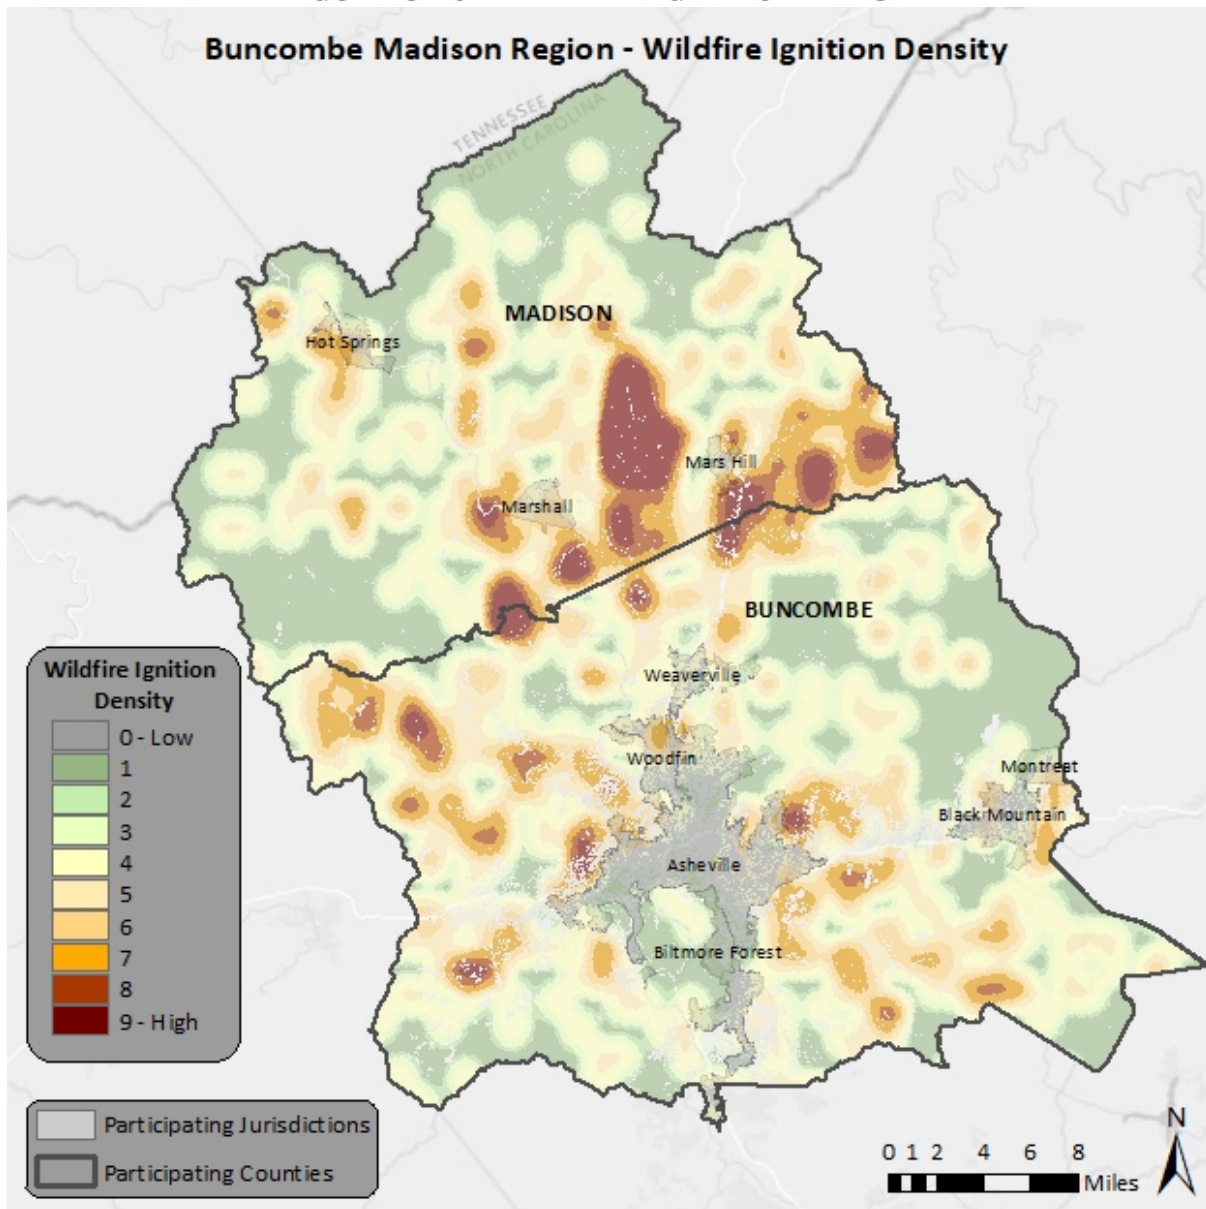 Buncombe Madison Region - Wildfire Ignition Density
TENNESSEE
NORTH CAROLINA
MADISON
Hot Springs
Mars Hill
Marshall
BUNCOMBE
Weaverville
Woodfin
Montreat
Black Mountain
Asheville
Biltmore Forest
Wildfire Ignition
Density
0 - Low
1
2
3
4
5
6
7
8
9 - High
Participating Jurisdictions
Participating Counties
N
0 1 2 4 6 8
Miles